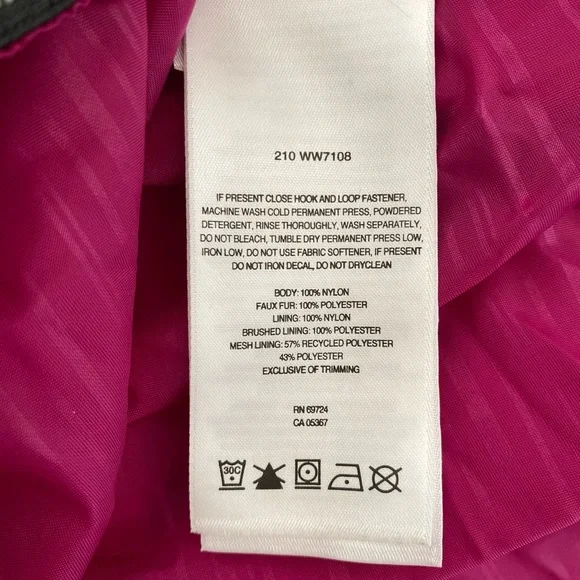 210 WW7108
IF PRESENT CLOSE HOOK AND LOOP FASTENER,
MACHINE WASH COLD PERMANENT PRESS, POWDERED
DETERGENT, RINSE THOROUGHLY, WASH SEPARATELY,
DO NOT BLEACH, TUMBLE DRY PERMANENT PRESS LOW,
IRON LOW, DO NOT USE FABRIC SOFTENER, IF PRESENT
DO NOT IRON DECAL, DO NOT DRYCLEAN
BODY: 100% NYLON
FAUX FUR: 100% POLYESTER
LINING: 100% NYLON
BRUSHED LINING: 100% POLYESTER
MESH LINING: 57% RECYCLED POLYESTER
43% POLYESTER
EXCLUSIVE OF TRIMMING
RN 69724
CA 05367
30C